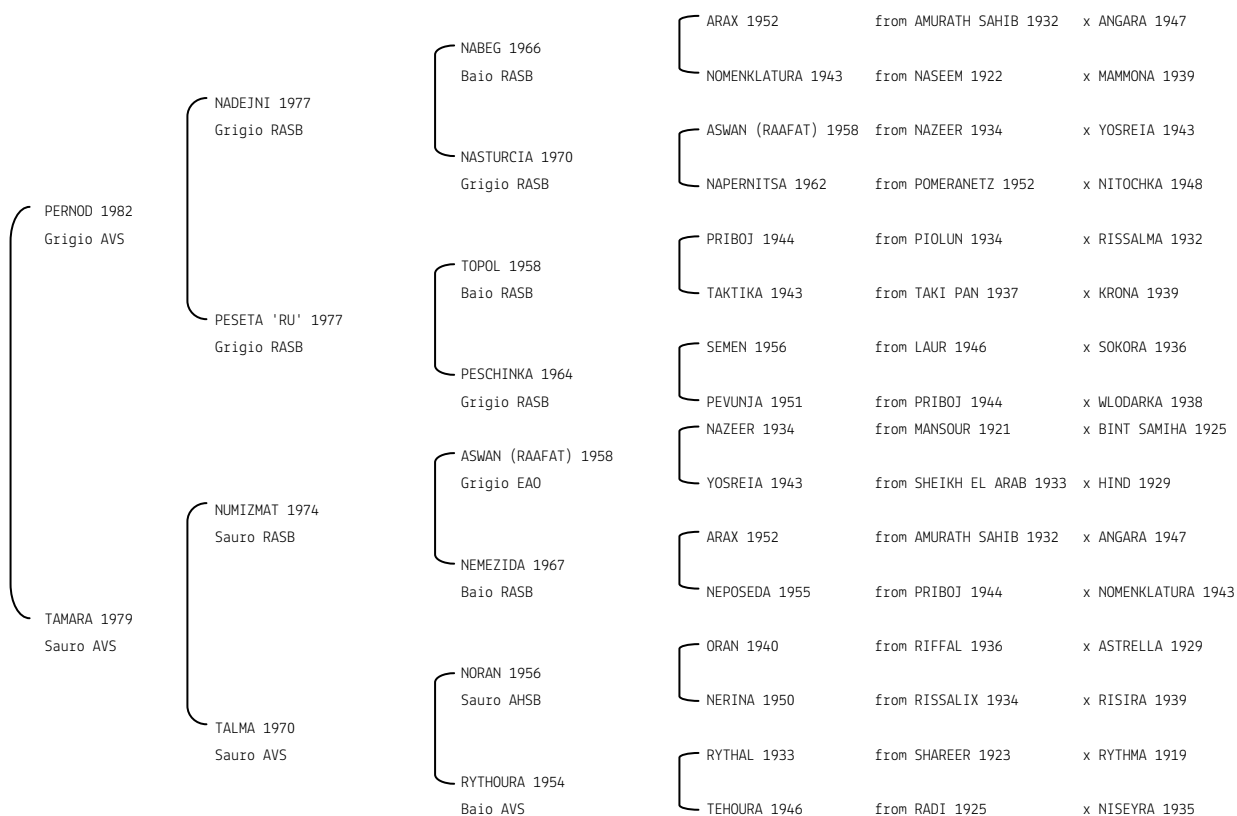 ARAX 1952 from AMURATH SAHIB 1932 x ANGARA 1947
NABEG 1966
Baio RASB
NOMENKLATURA 1943 from NASEEM 1922 x MAMMONA 1939
NADEJNI 1977
Grigio RASB
ASWAN (RAAFAT) 1958 from NAZEER 1934 x YOSREIA 1943
NASTURCIA 1970
Grigio RASB
NAPERNITSA 1962 from POMERANETZ 1952 x NITOCHKA 1948
PERNOD 1982
Grigio AVS
PRIBOJ 1944 from PIOLUN 1934 x RISSALMA 1932
TOPOL 1958
Baio RASB
TAKTIKA 1943 from TAKI PAN 1937 x KRONA 1939
PESETA 'RU' 1977
Grigio RASB
SEMEN 1956 from LAUR 1946 x SOKORA 1936
PESCHINKA 1964
Grigio RASB
PEVUNJA 1951 from PRIBOJ 1944 x WLODARKA 1938
NAZEER 1934 from MANSOUR 1921 x BINT SAMIHA 1925
ASWAN (RAAFAT) 1958
Grigio EAO
YOSREIA 1943 from SHEIKH EL ARAB 1933 x HIND 1929
NUMIZMAT 1974
Sauro RASB
ARAX 1952 from AMURATH SAHIB 1932 x ANGARA 1947
NEMEZIDA 1967
Baio RASB
NEPOSEDA 1955 from PRIBOJ 1944 x NOMENKLATURA 1943
TAMARA 1979
Sauro AVS
ORAN 1940 from RIFFAL 1936 x ASTRELLA 1929
NORAN 1956
Sauro AHSB
NERINA 1950 from RISSALIX 1934 x RISIRA 1939
TALMA 1970
Sauro AVS
RYTHAL 1933 from SHAREER 1923 x RYTHMA 1919
RYTHOURA 1954
Baio AVS
TEHOURA 1946 from RADI 1925 x NISEYRA 1935